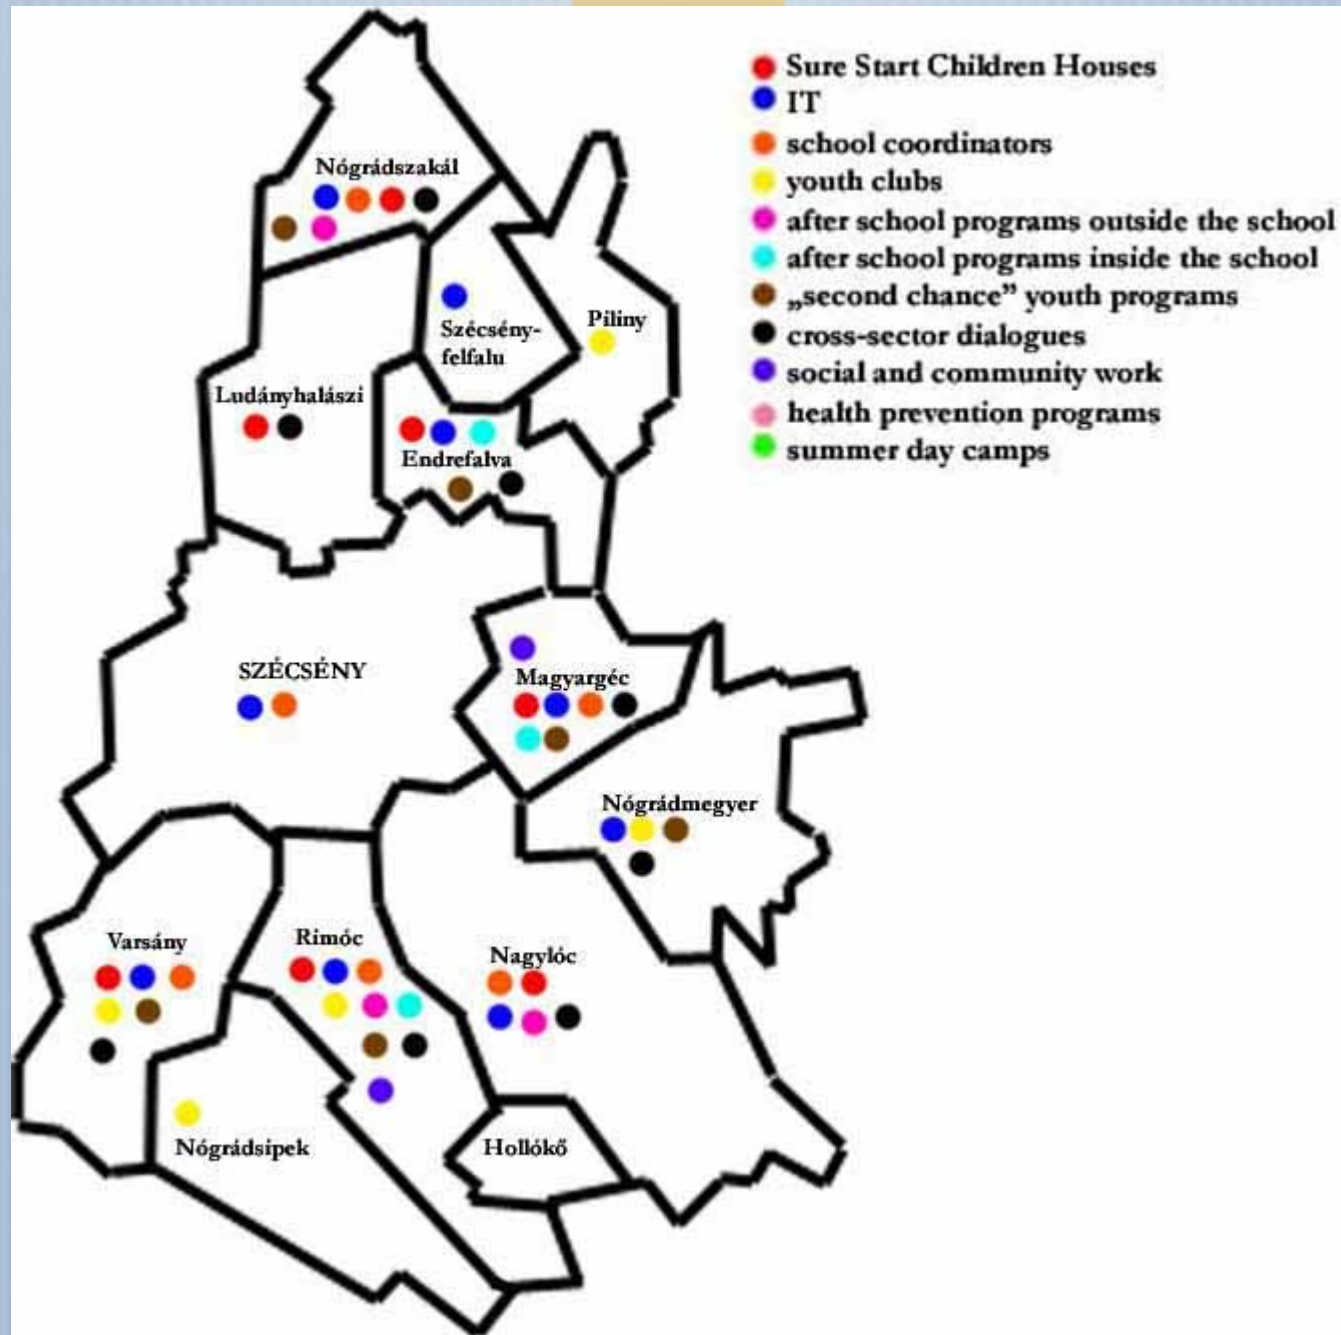 Sure Start Children Houses
IT
school coordinators
youth clubs
after school programs outside the school
after school programs inside the school
„second chance” youth programs
cross-sector dialogues
social and community work
health prevention programs
summer day camps
Nógrádszakál
Szécsény-
felfalu
Piliny
Ludányhalászi
Endrefalva
SZÉCSÉNY
Magyargéc
Nógrádmegyer
Varsány
Rimóc
Nagylóc
Nógrádsipek
Hollókő